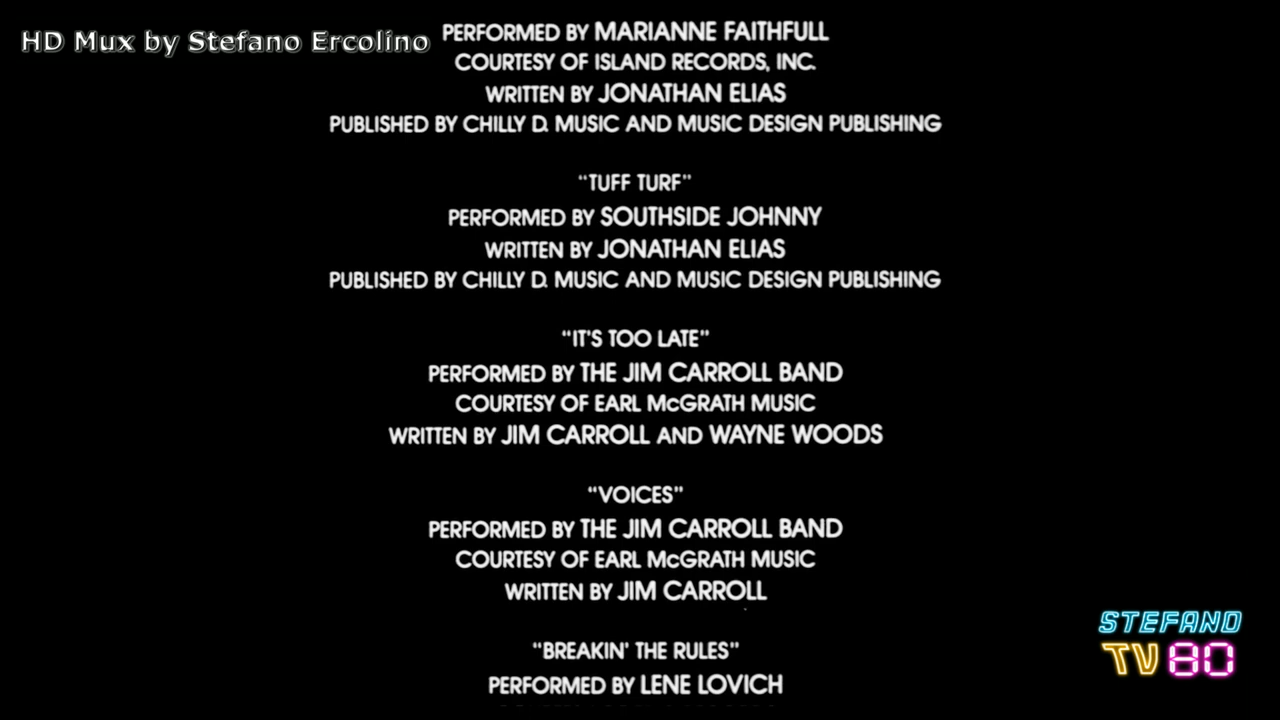 HD Mux by Stefano Ercolino
PERFORMED BY MARIANNE FAITHFULL
COURTESY OF ISLAND RECORDS, INC.
WRITTEN BY JONATHAN ELIAS
PUBLISHED BY CHILLY D. MUSIC AND MUSIC DESIGN PUBLISHING
“TUFF TURF”
PERFORMED BY SOUTHSIDE JOHNNY
WRITTEN BY JONATHAN ELIAS
PUBLISHED BY CHILLY D. MUSIC AND MUSIC DESIGN PUBLISHING
“IT'S TOO LATE”
PERFORMED BY THE JIM CARROLL BAND
COURTESY OF EARL McGRATH MUSIC
WRITTEN BY JIM CARROLL AND WAYNE WOODS
“VOICES”
PERFORMED BY THE JIM CARROLL BAND
COURTESY OF EARL McGRATH MUSIC
WRITTEN BY JIM CARROLL
“BREAKIN' THE RULES”
PERFORMED BY LENE LOVICH
STEFANO
TV 80